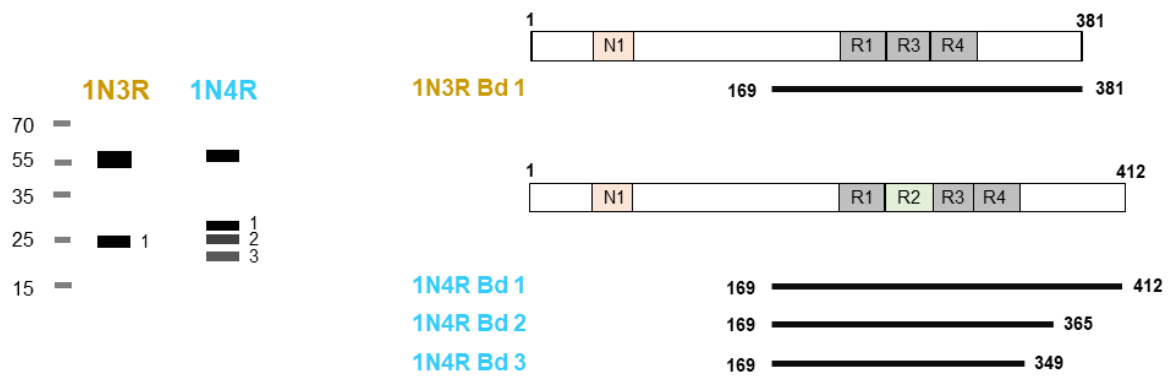 1N3R 1N4R
70
55
35
25
15
1
1
2
3
1 381
N1 R1 R3 R4
1N3R Bd 1 169 381
1 412
N1 R1 R2 R3 R4
1N4R Bd 1 169 412
1N4R Bd 2 169 365
1N4R Bd 3 169 349